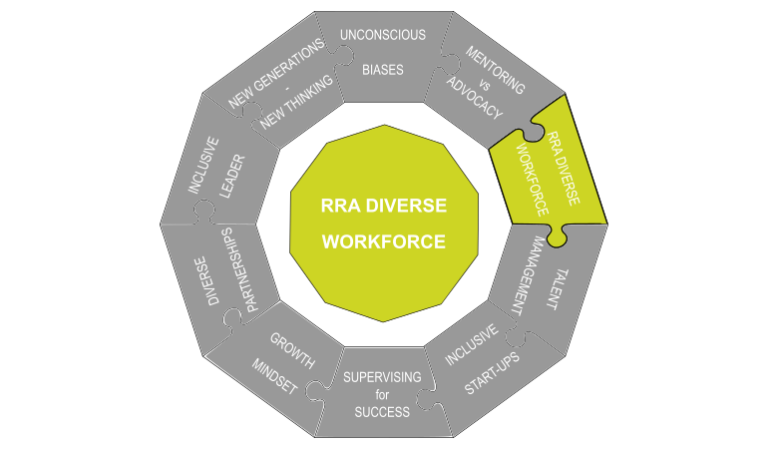 UNCONSCIOUS
BIASES
MENTORING
vs
ADVOCACY
RRA DIVERSE
WORKFORCE
TALENT
MANAGEMENT
INCLUSIVE
START-UPS
SUPERVISING
for
SUCCESS
GROWTH
MINDSET
DIVERSE
PARTNERSHIPS
INCLUSIVE
LEADER
NEW GENERATIONS
-
NEW THINKING
RRA DIVERSE
WORKFORCE